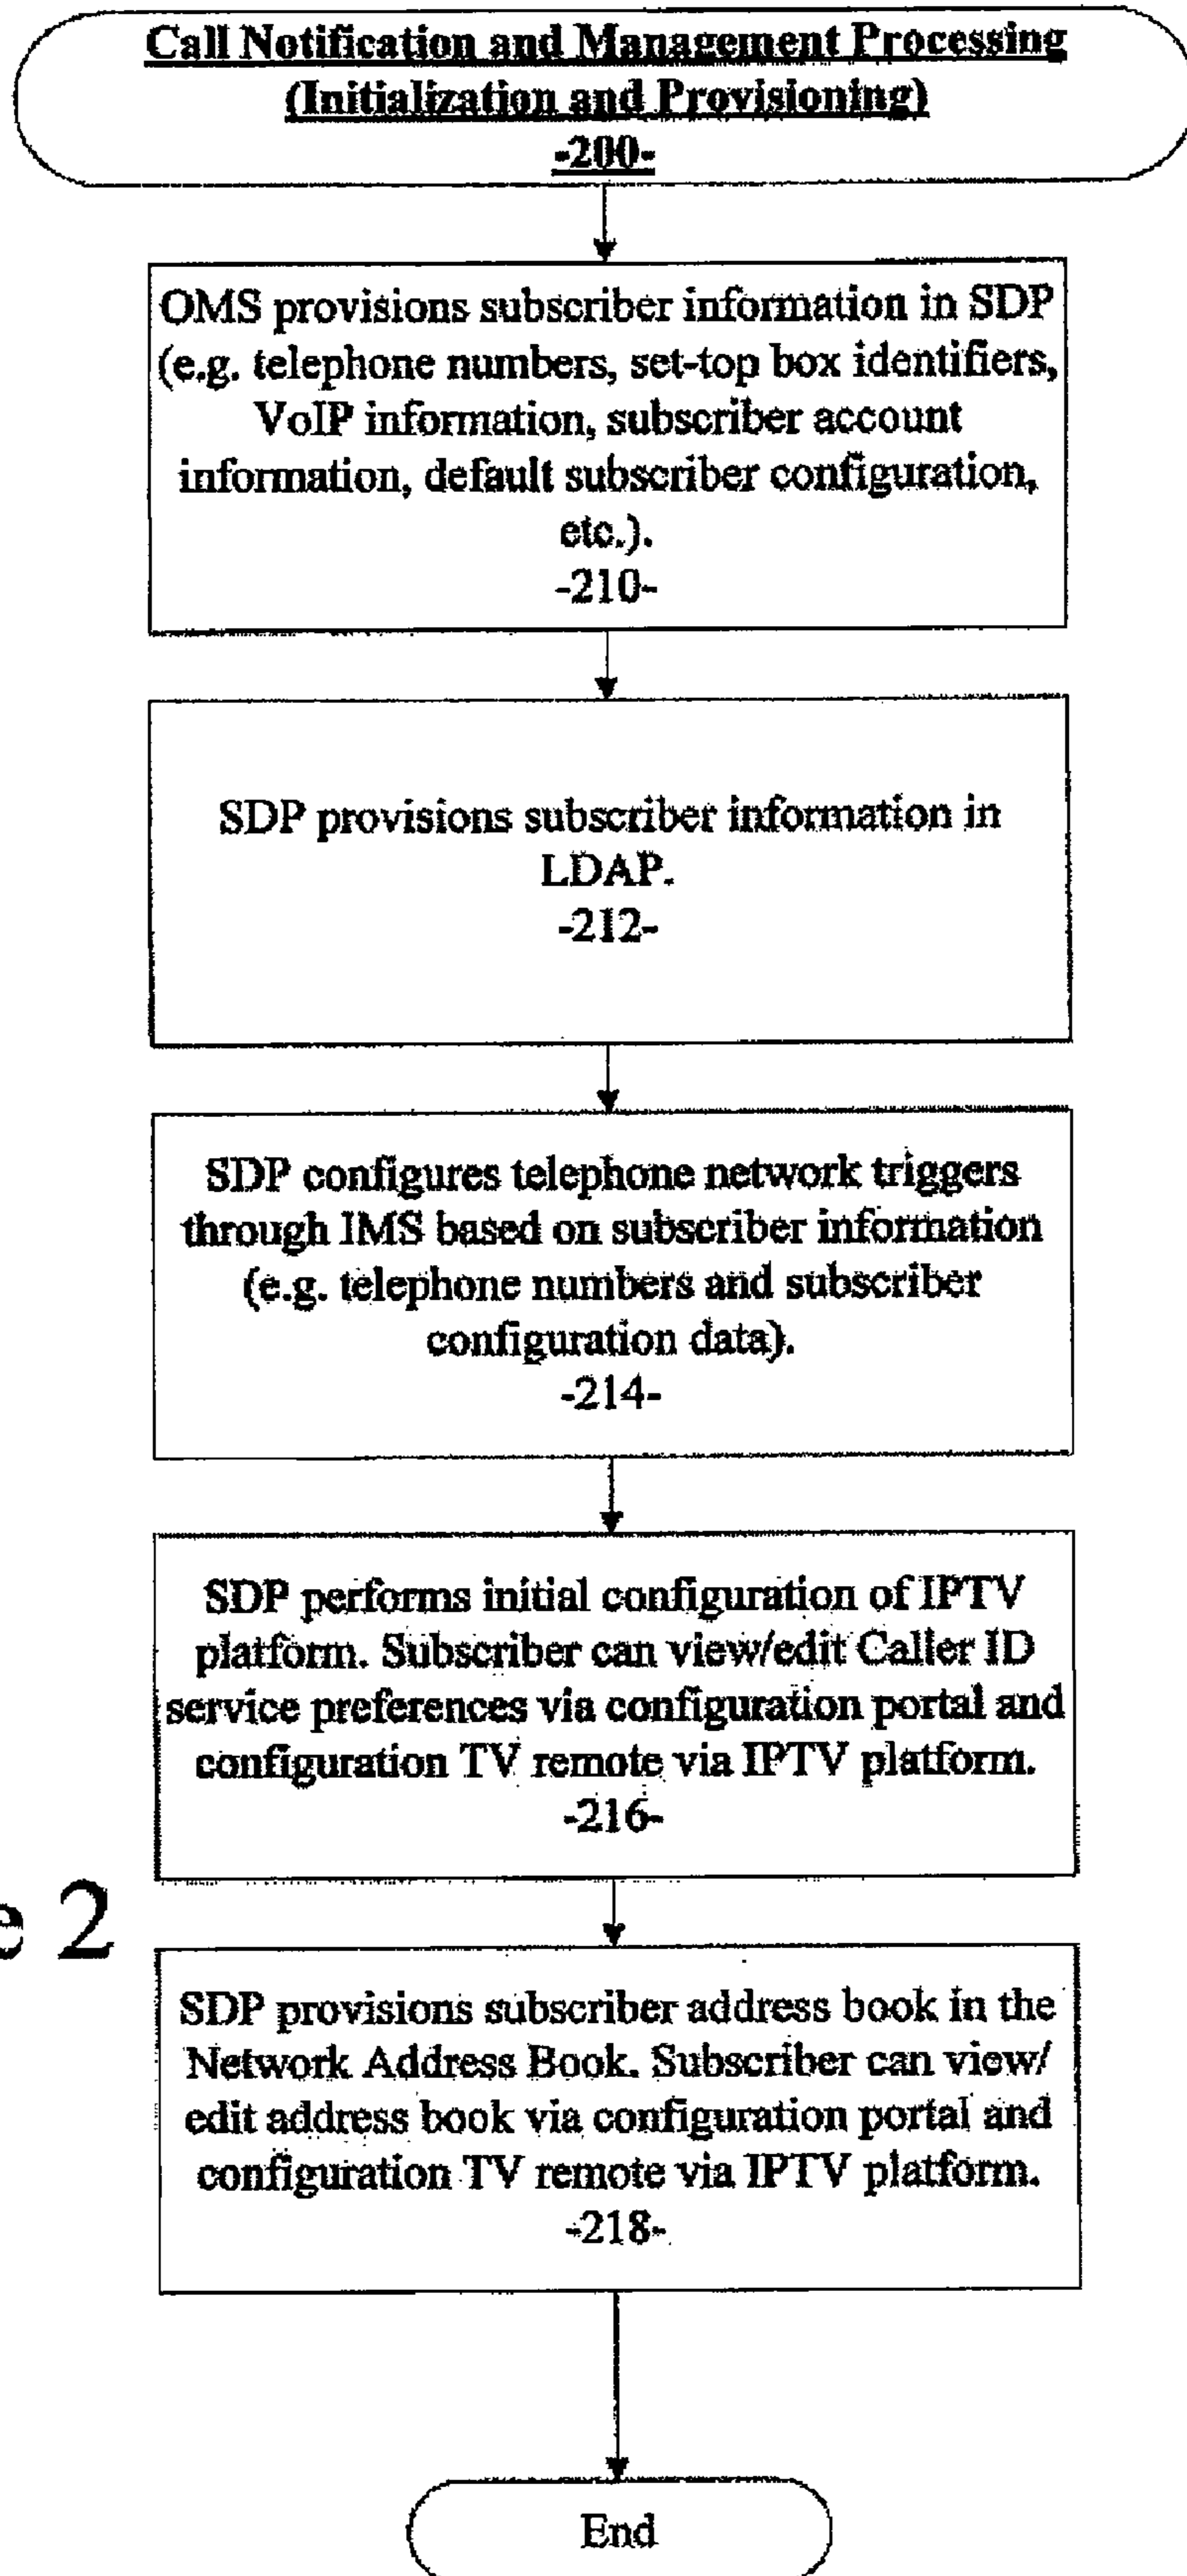 Call Notification and Management Processing
(Initialization and Provisioning)
-200-
OMS provisions subscriber information in SDP
(e.g. telephone numbers, set-top box identifiers,
VoIP information, subscriber account
information, default subscriber configuration,
etc.).
-210-
SDP provisions subscriber information in
LDAP.
-212-
SDP configures telephone network triggers
through IMS based on subscriber information
(e.g. telephone numbers and subscriber
configuration data).
-214-
SDP performs initial configuration of IPTV
platform. Subscriber can view/edit Caller ID
service preferences via configuration portal and
configuration TV remote via IPTV platform.
-216-
e 2
SDP provisions subscriber address book in the
Network Address Book. Subscriber can view/
edit address book via configuration portal and
configuration TV remote via IPTV platform.
-218-
End